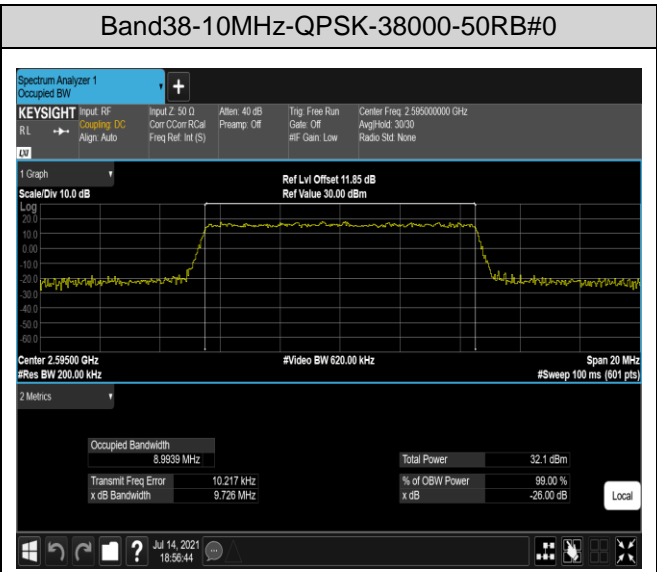 Band38-10MHz-QPSK-38000-50RB#0
Spectrum Analyzer 1
Occupied BW
+
KEYSIGHT
RL
LXI
Input: RF
Coupling: DC
Align: Auto
Input Z: 50 Ω
Corr CCorr RCal
Freq Ref: Int (S)
Atten: 40 dB
Preamp: Off
Trig: Free Run
Gate: Off
#IF Gain: Low
Center Freq: 2.595000000 GHz
Avg|Hold: 30/30
Radio Std: None
1 Graph
Scale/Div 10.0 dB
Ref Lvl Offset 11.85 dB
Ref Value 30.00 dBm
Log
20.0
10.0
0.00
-10.0
-20.0
-30.0
-40.0
-50.0
-60.0
Center 2.59500 GHz
#Video BW 620.00 kHz
Span 20 MHz
#Res BW 200.00 kHz
#Sweep 100 ms (601 pts)
2 Metrics
Occupied Bandwidth
8.9939 MHz
Total Power 32.1 dBm
Transmit Freq Error 10.217 kHz
% of OBW Power 99.00 %
x dB Bandwidth 9.726 MHz
x dB -26.00 dB
Local
?
Jul 14, 2021
18:56:44